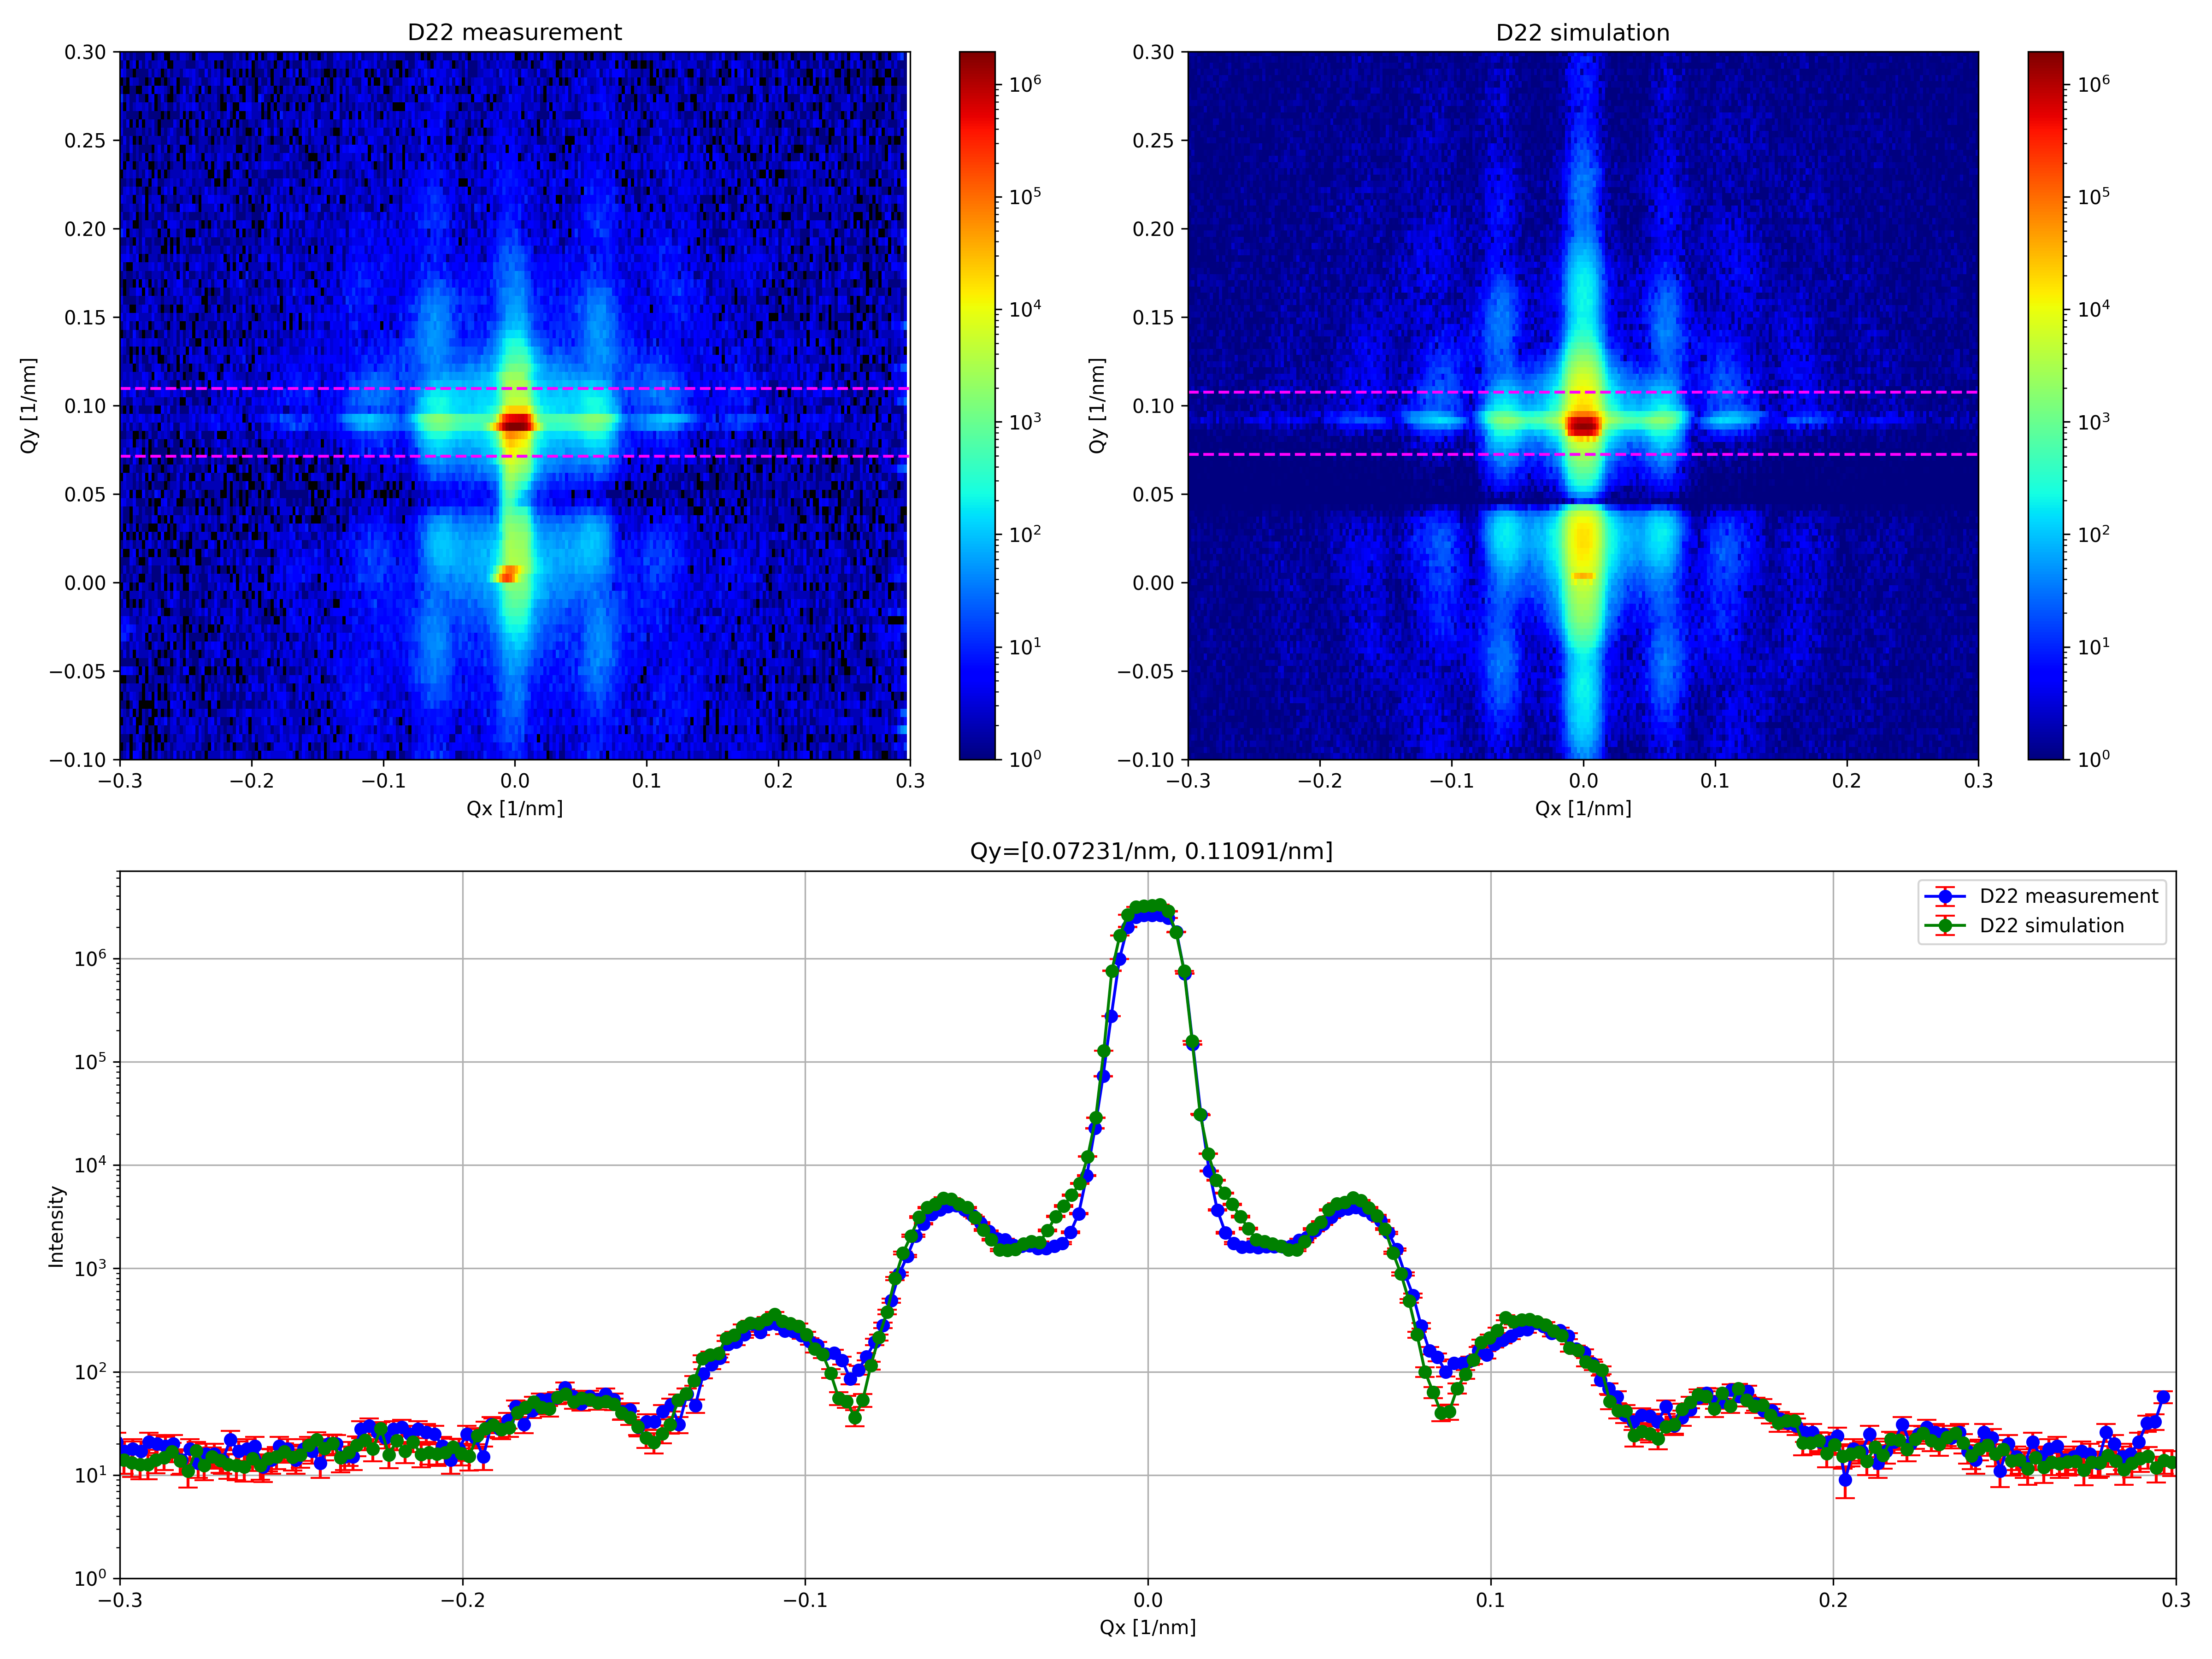 D22 measurement
0.30
0.25
0.20
0.15
0.10
0.05
0.00
−0.05
−0.10
Qy [1/nm]
−0.3 −0.2 −0.1 0.0 0.1 0.2 0.3
Qx [1/nm]
10⁶
10⁵
10⁴
10³
10²
10¹
10⁰
D22 simulation
0.30
0.25
0.20
0.15
0.10
0.05
0.00
−0.05
−0.10
Qy [1/nm]
−0.3 −0.2 −0.1 0.0 0.1 0.2 0.3
Qx [1/nm]
10⁶
10⁵
10⁴
10³
10²
10¹
10⁰
Qy=[0.07231/nm, 0.11091/nm]
D22 measurement
D22 simulation
10⁶
10⁵
10⁴
10³
10²
10¹
10⁰
Intensity
−0.3 −0.2 −0.1 0.0 0.1 0.2 0.3
Qx [1/nm]